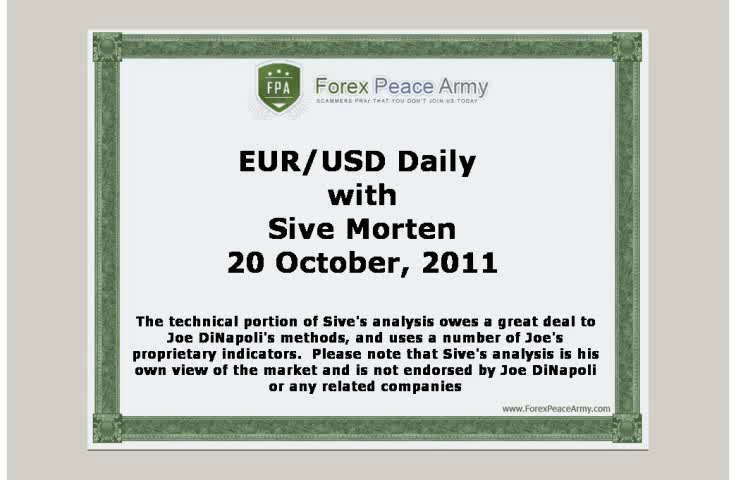 FPA
Forex Peace Army
SCAMMERS PRAY THAT YOU DON'T JOIN US TODAY
EUR/USD Daily
with
Sive Morten
20 October, 2011
The technical portion of Sive's analysis owes a great deal to
Joe DiNapoli's methods, and uses a number of Joe's
proprietary indicators.  Please note that Sive's analysis is his
own view of the market and is not endorsed by Joe DiNapoli
or any related companies
www.ForexPeaceArmy.com